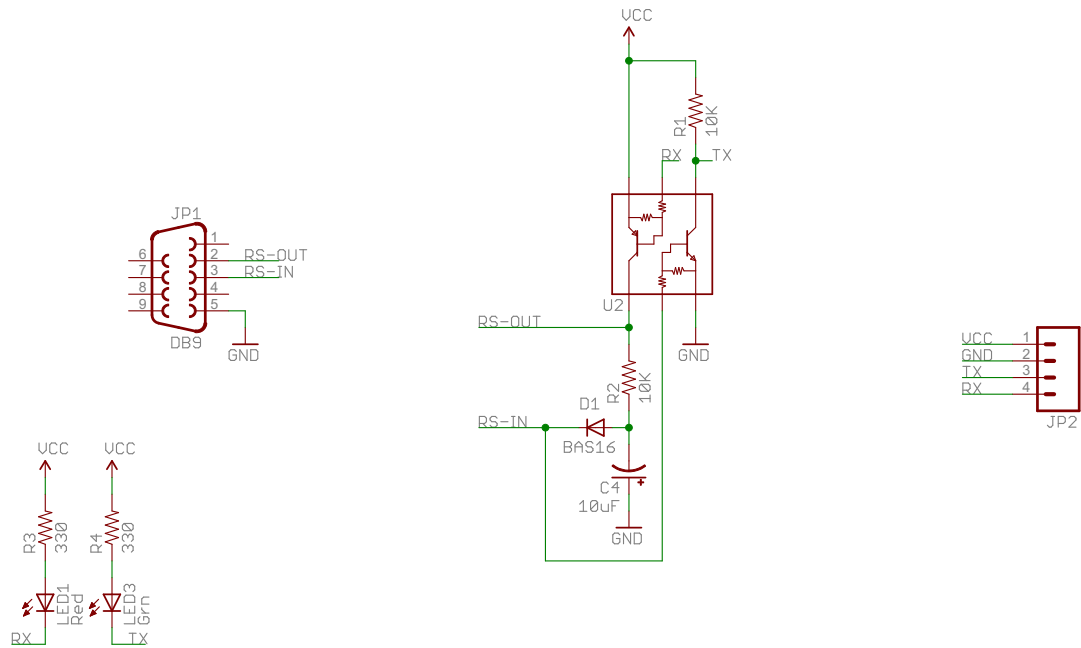 VCC
R1
10K
RX
TX
JP1
1
6
2
RS-OUT
7
3
RS-IN
8
4
9
5
DB9
GND
U2
RS-OUT
GND
R2
10K
D1
RS-IN
BAS16
C4
10uF
GND
VCC
1
GND
2
TX
3
RX
4
JP2
VCC
VCC
R3
330
R4
330
LED1
Red
LED3
Grn
RX
TX